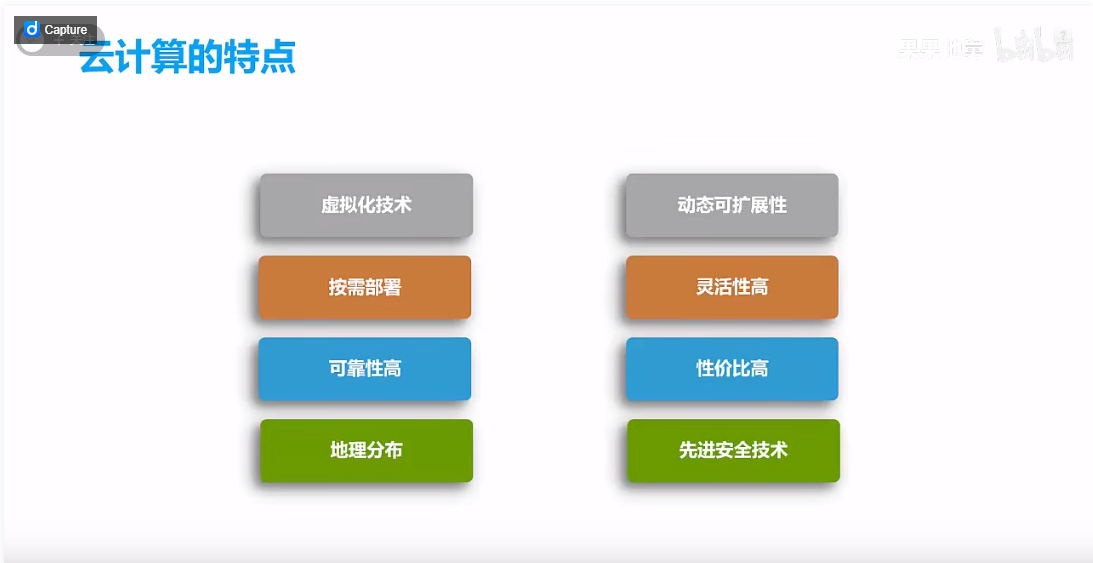 Capture
云计算的特点
bilibili
虚拟化技术
动态可扩展性
按需部署
灵活性高
可靠性高
性价比高
地理分布
先进安全技术